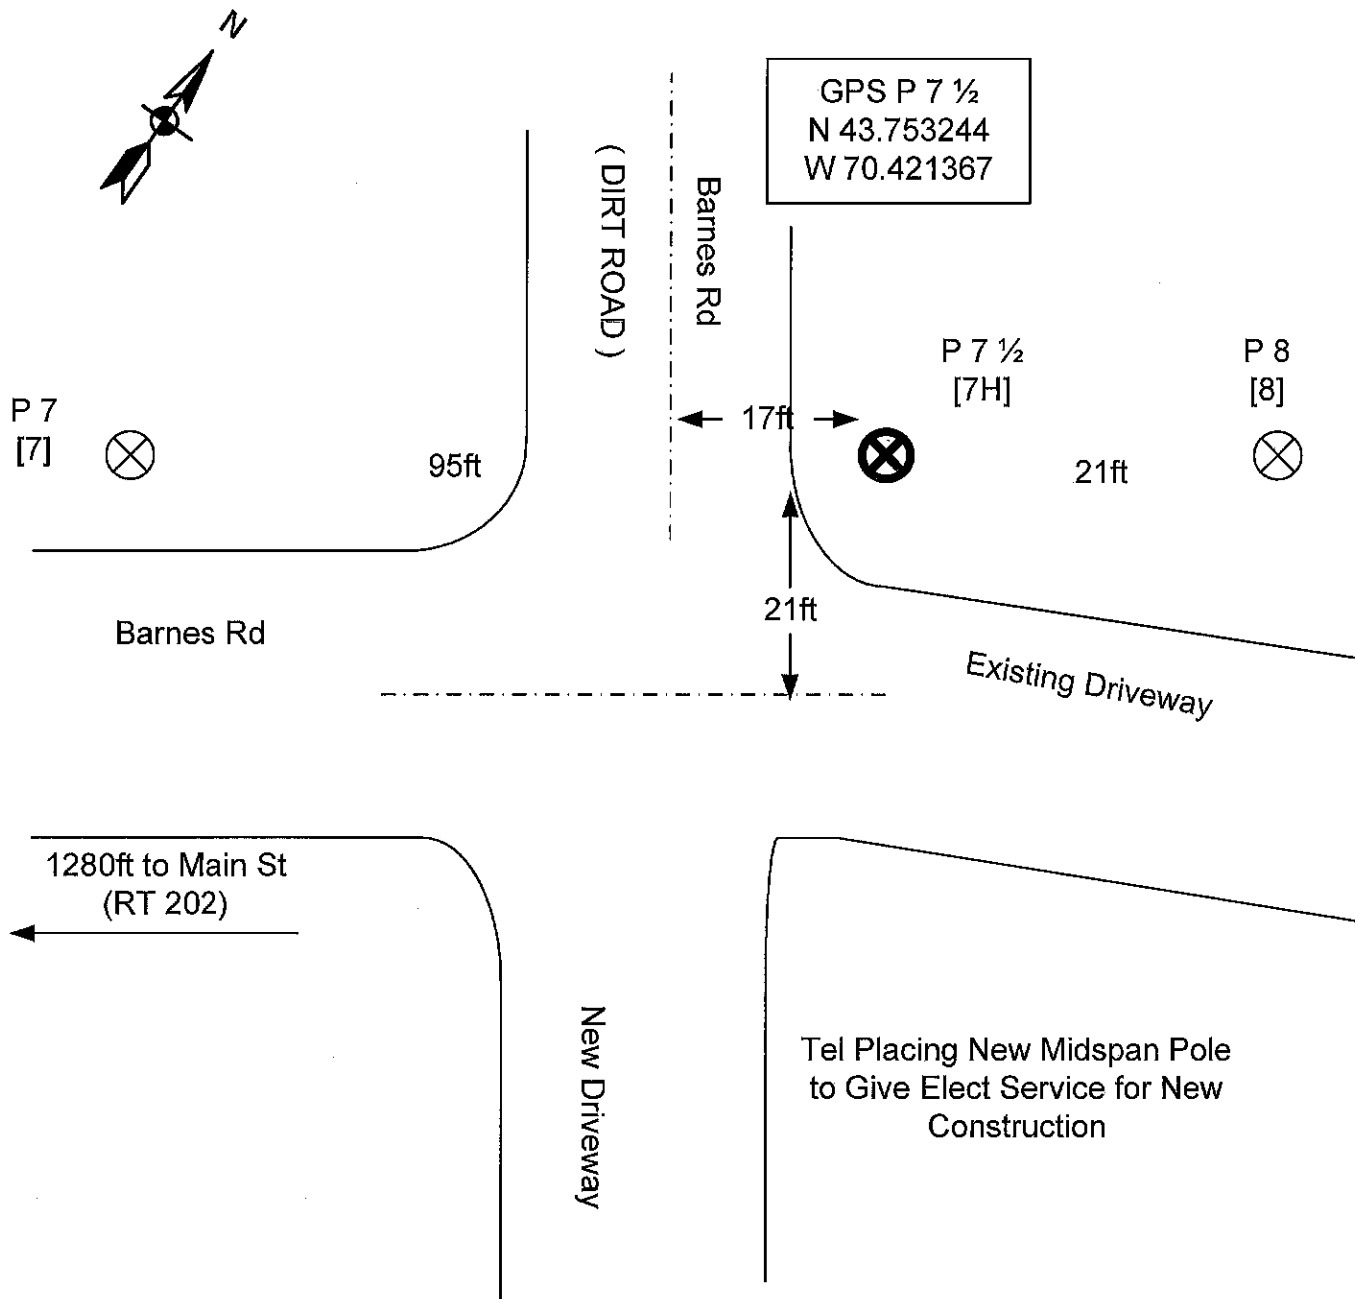 N
GPS P 7 ½
N 43.753244
W 70.421367
( DIRT ROAD )
Barnes Rd
P 7
[7]
95ft
17ft
P 7 ½
[7H]
21ft
P 8
[8]
21ft
Barnes Rd
Existing Driveway
1280ft to Main St
(RT 202)
New Driveway
Tel Placing New Midspan Pole
to Give Elect Service for New
Construction